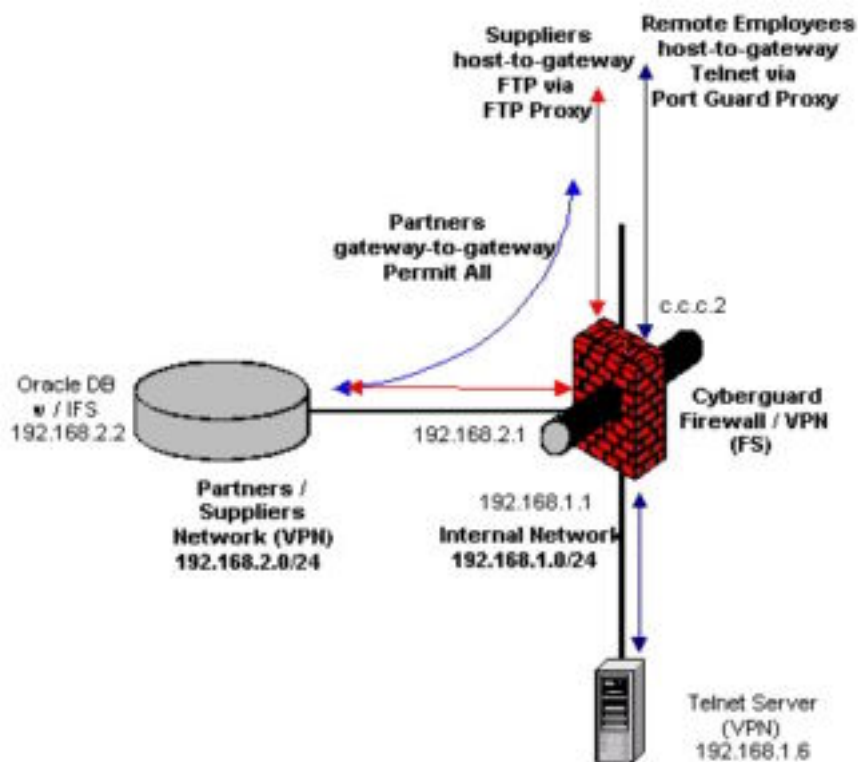 Suppliers
host-to-gateway
FTP via
FTP Proxy
Remote Employees
host-to-gateway
Telnet via
Port Guard Proxy
Partners
gateway-to-gateway
Permit All
c.c.c.2
Oracle DB
w / IFS
192.168.2.2
192.168.2.1
Cyberguard
Firewall / VPN
(FS)
Partners /
Suppliers
Network (VPN)
192.168.2.0/24
192.168.1.1
Internal Network
192.168.1.0/24
Telnet Server
(VPN)
192.168.1.6